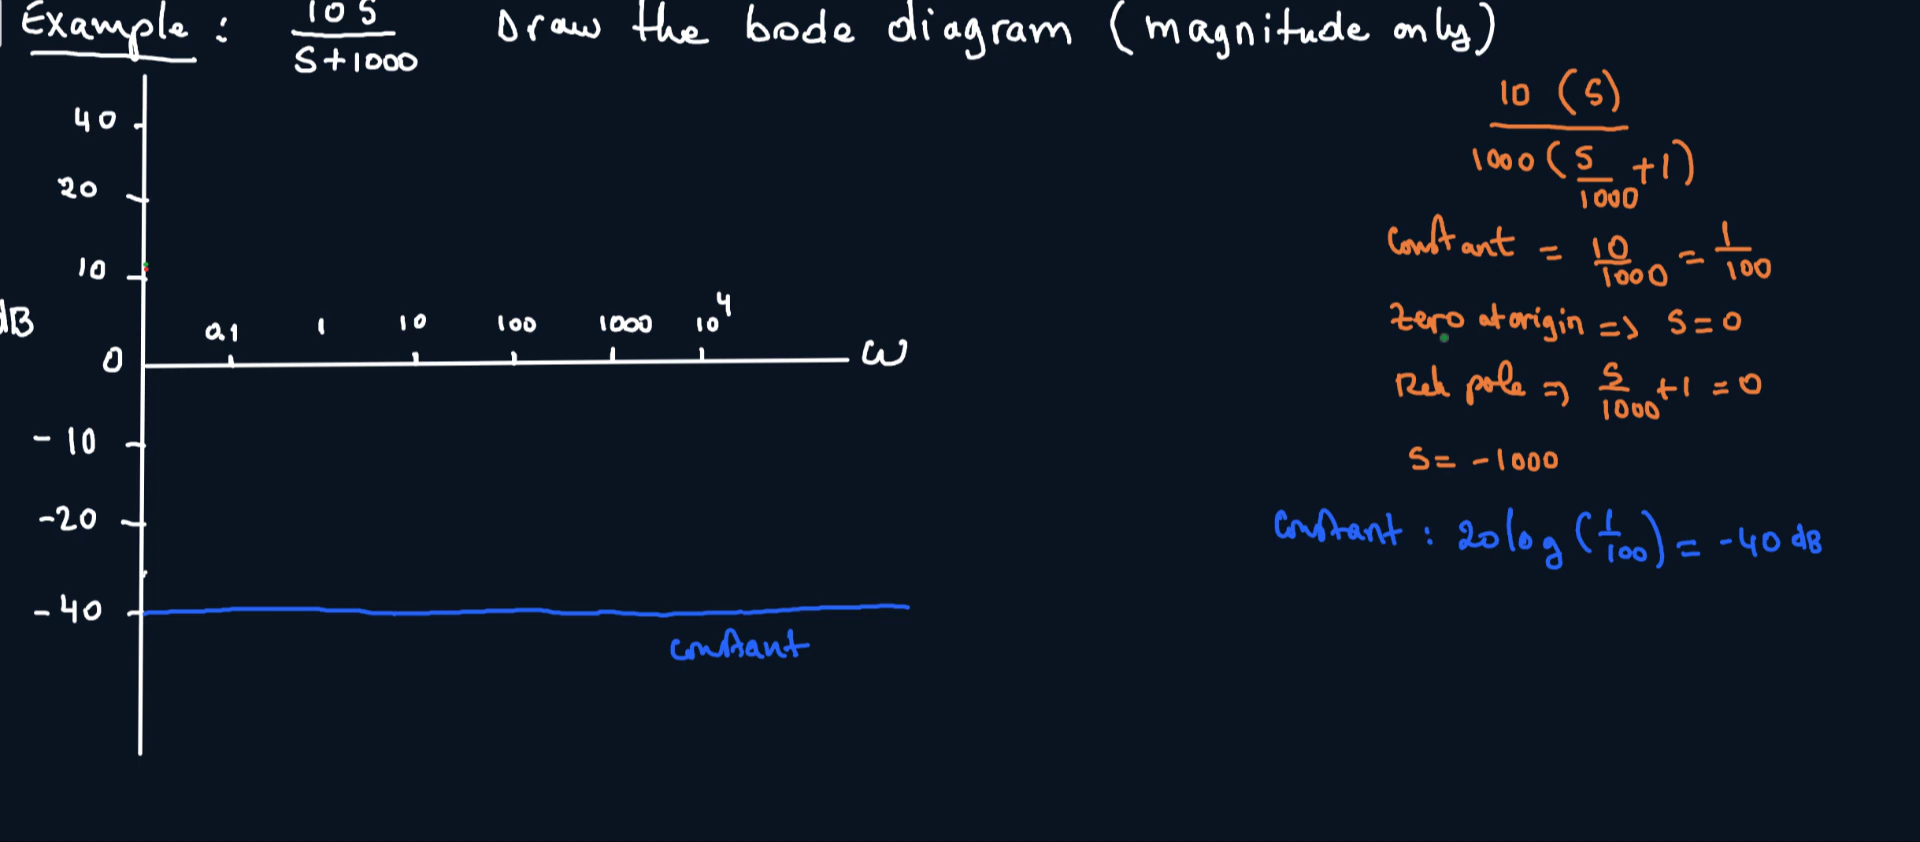 Example : 10 S / S+1000 Draw the bode diagram (magnitude only)
10 (S)
1000 (S/1000 +1)
Constant = 10/1000 = 1/100
Zero at origin => S=0
pole => S/1000 +1 = 0
S= -1000
Constant : 20 log (1/100) = -40 dB
40
20
10
dB
0.1 1 10 100 1000 10^4
0
ω
-10
-20
-40
constant